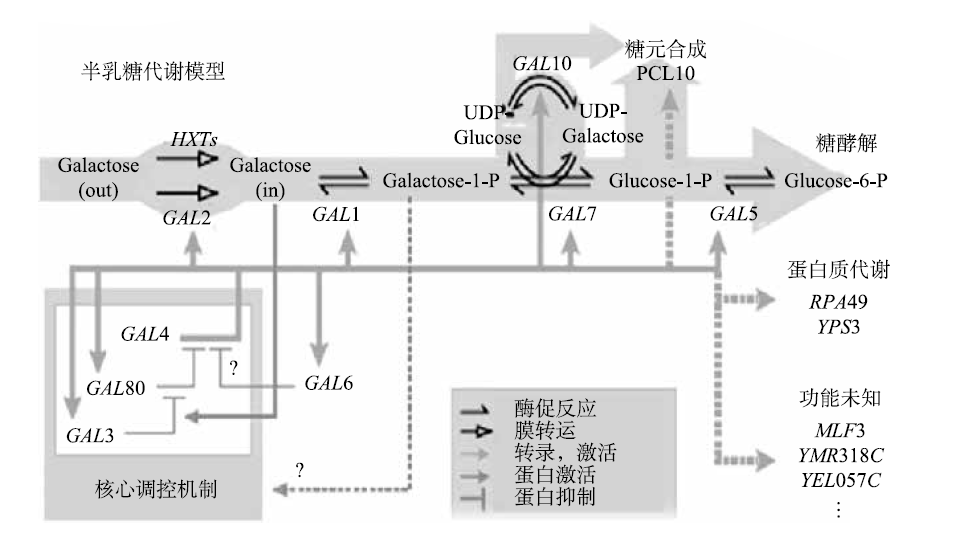 半乳糖代谢模型
糖元合成
PCL10
GAL10
UDP-
Glucose
UDP-
Galactose
HXTs
糖酵解
Galactose
(out)
Galactose
(in)
Galactose-1-P
Glucose-1-P
Glucose-6-P
GAL2
GAL1
GAL7
GAL5
蛋白质代谢
RPA49
YPS3
GAL4
?
GAL80
GAL6
GAL3
功能未知
MLF3
YMR318C
YEL057C
⋮
?
核心调控机制
酶促反应
膜转运
转录，激活
蛋白激活
蛋白抑制